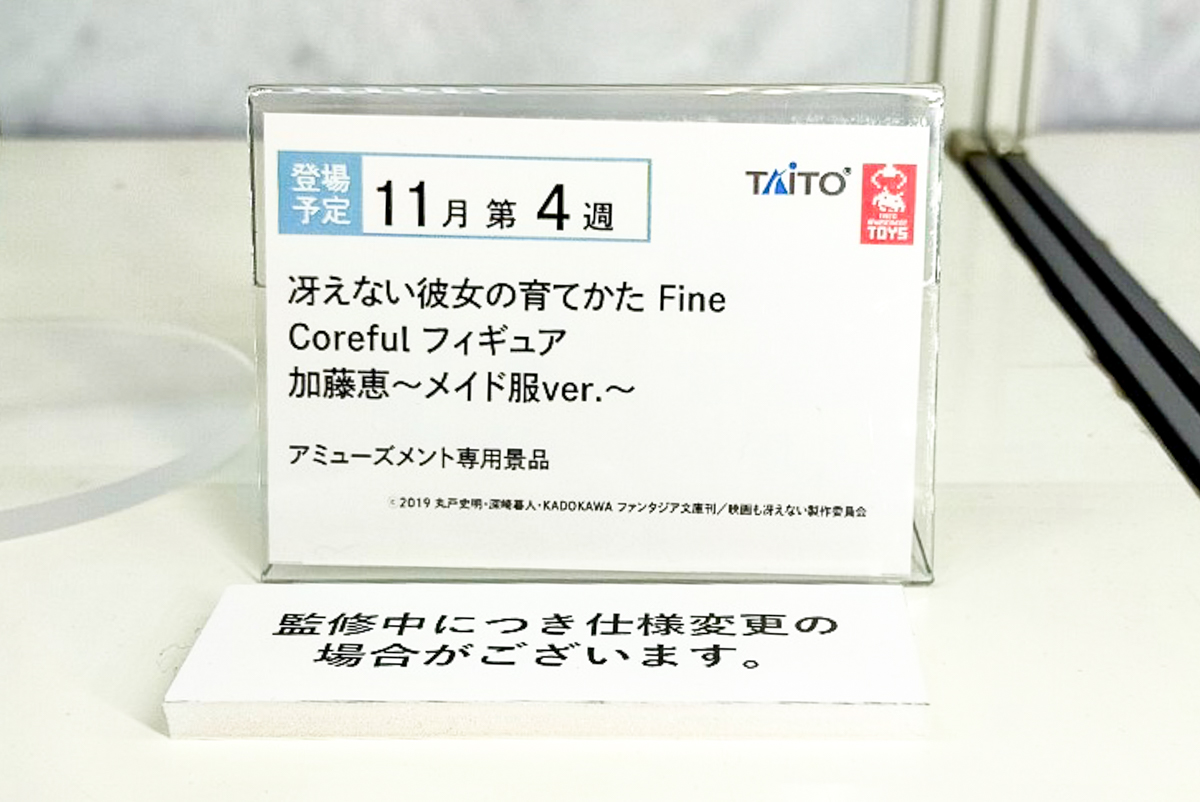 登場
予定
11月 第 4 週
TAITO®
TOYS
冴えない彼女の育てかた Fine
Coreful フィギュア
加藤恵～メイド服ver.～
アミューズメント専用景品
©2019 丸戸史明・深崎暮人・KADOKAWA ファンタジア文庫刊／映画も冴えない製作委員会
監修中につき仕様変更の
場合がございます。